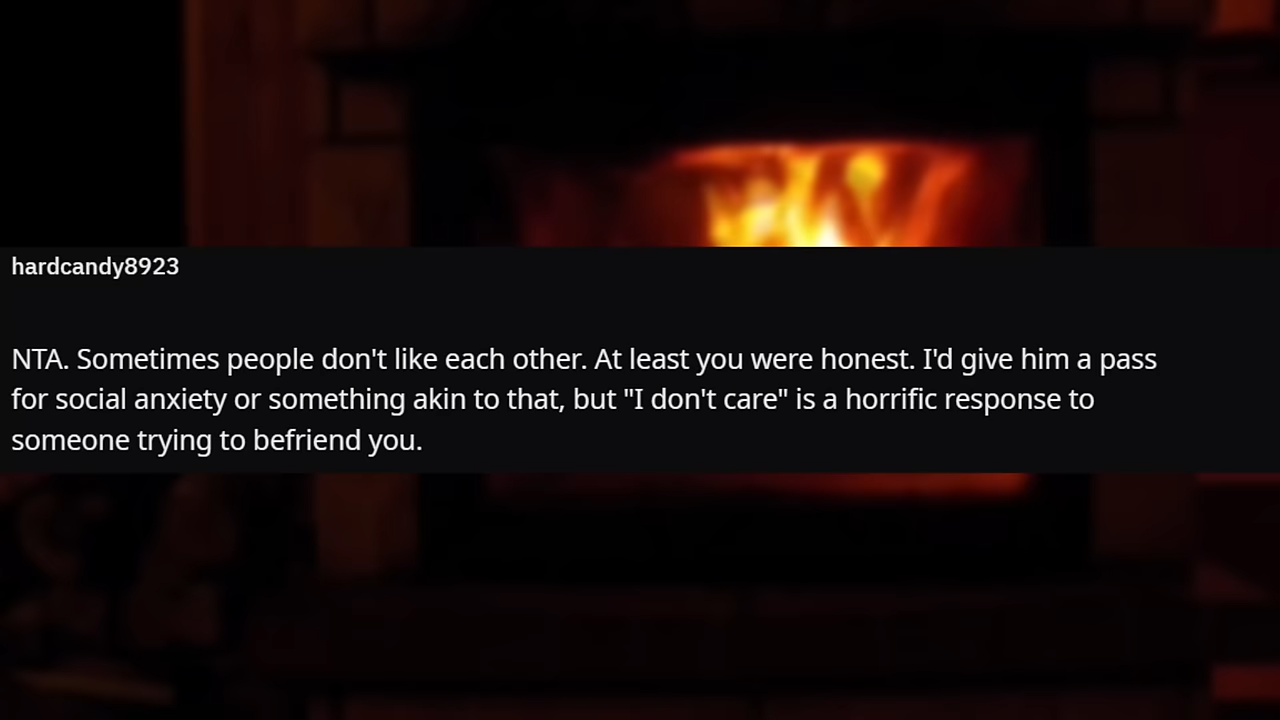 hardcandy8923
NTA. Sometimes people don't like each other. At least you were honest. I'd give him a pass
for social anxiety or something akin to that, but "I don't care" is a horrific response to
someone trying to befriend you.